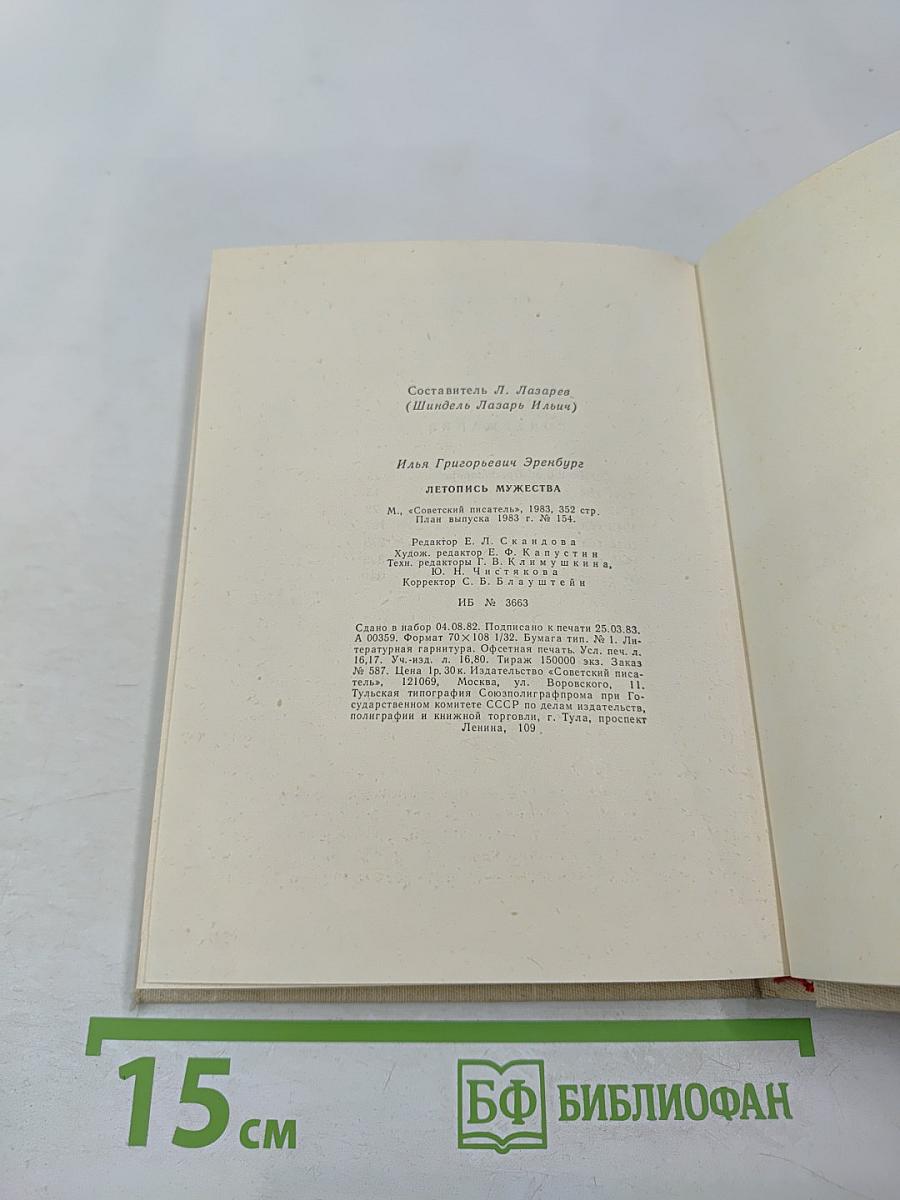 Составитель Л. Лазарев
(Шиндель Лазарь Ильич)
Илья Григорьевич Эренбург
ЛЕТОПИСЬ МУЖЕСТВА
М., «Советский писатель», 1983, 352 стр.
План выпуска 1983 г. № 154.
Редактор Е. Л. Скандова
Худож. редактор Е. Ф. Капустин
Техн. редакторы Г. В. Климушкина,
Ю. Н. Чистякова
Корректор С. Б. Блауштейн
ИБ № 3663
Сдано в набор 04.08.82. Подписано к печати 25.03.83.
А 00359. Формат 70×108 1/32. Бумага тип. № 1. Ли-
тературная гарнитура. Офсетная печать. Усл. печ. л.
16,17. Уч.-изд. л. 16,80. Тираж 150000 экз. Заказ
№ 587. Цена 1р. 30к. Издательство «Советский писа-
тель», 121069, Москва, ул. Воровского, 11.
Тульская типография Союзполиграфпрома при Го-
сударственном комитете СССР по делам издательств,
полиграфии и книжной торговли, г. Тула, проспект
Ленина, 109
15 см
БФ БИБЛИОФАН